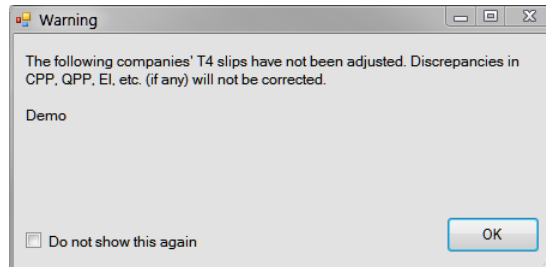 Warning
The following companies' T4 slips have not been adjusted. Discrepancies in
CPP, QPP, EI, etc. (if any) will not be corrected.
Demo
Do not show this again
OK